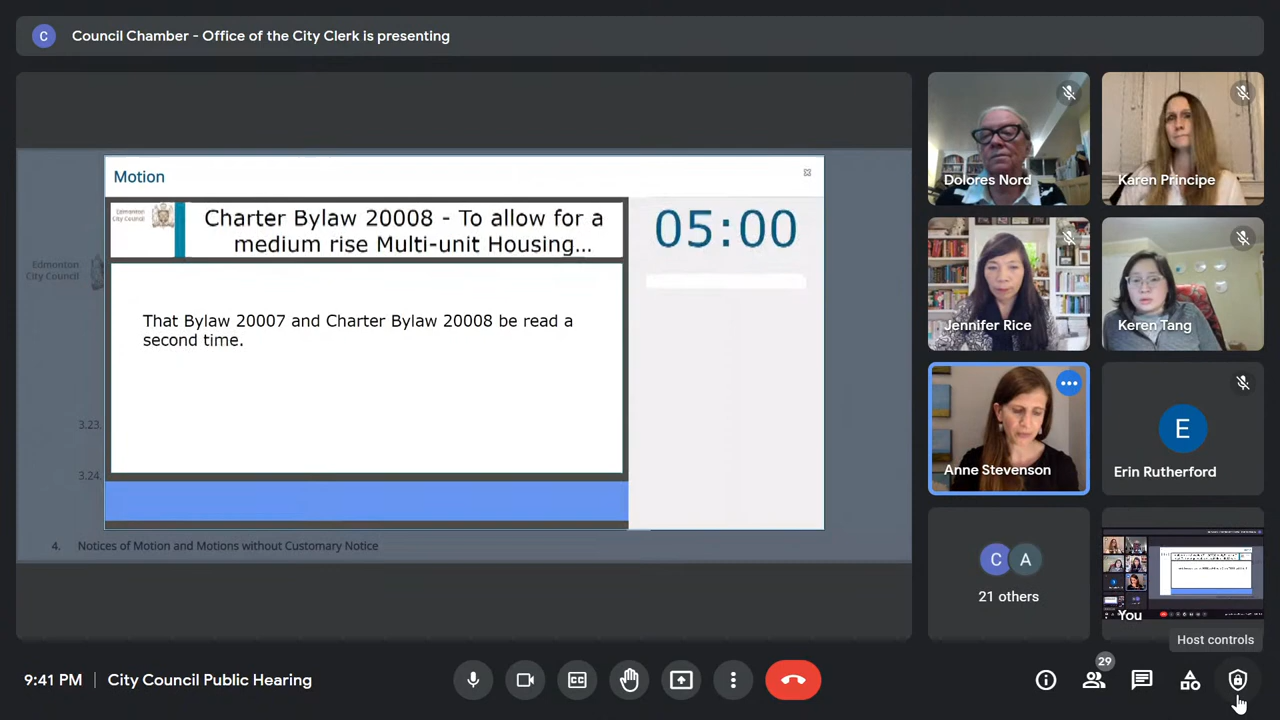 C
Council Chamber - Office of the City Clerk is presenting
Motion
Edmonton
City Council
Charter Bylaw 20008 - To allow for a
medium rise Multi-unit Housing...
05:00
Edmonton
City Council
That Bylaw 20007 and Charter Bylaw 20008 be read a
second time.
3.23
3.24
4. Notices of Motion and Motions without Customary Notice
Dolores Nord
Karen Principe
Jennifer Rice
Keren Tang
Anne Stevenson
E
Erin Rutherford
C A
21 others
You
Host controls
9:41 PM | City Council Public Hearing
29